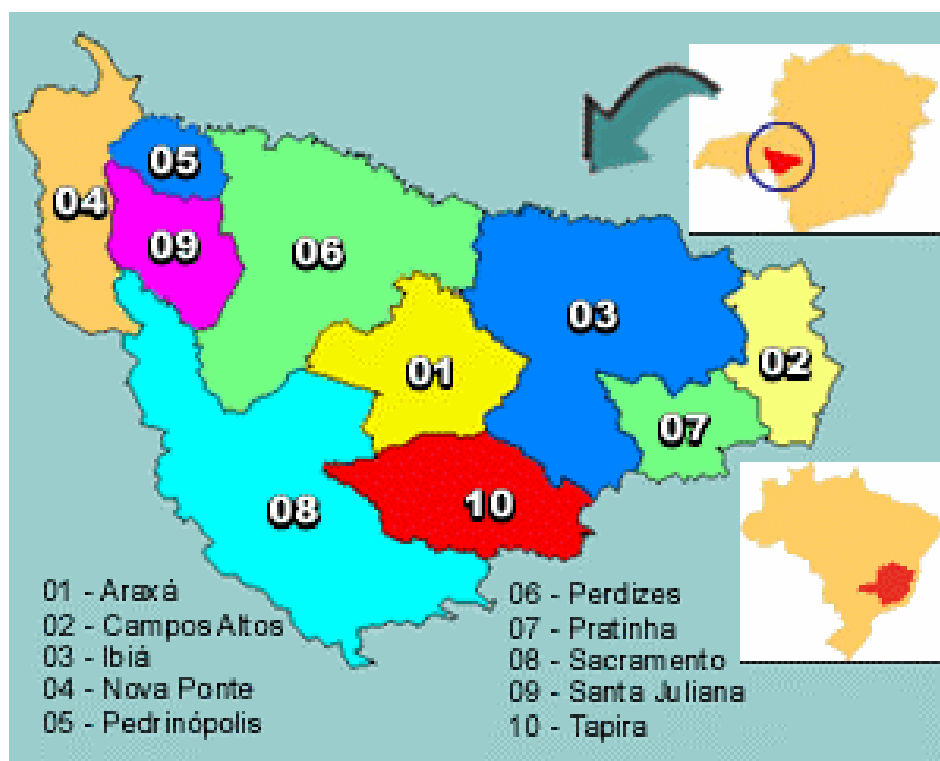 05
04
09
06
03
02
01
07
10
08
01 - Araxá
02 - Campos Altos
03 - Ibiá
04 - Nova Ponte
05 - Pedrinópolis
06 - Perdizes
07 - Pratinha
08 - Sacramento
09 - Santa Juliana
10 - Tapira